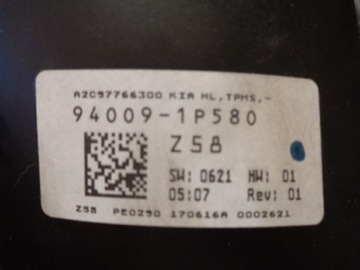 A2C97766300 KIA ML,TPMS,-
94009-1P580
Z58
SW: 0621 HW: 01
05:07 Rev: 01
Z58 PE0290 170616A 0002621